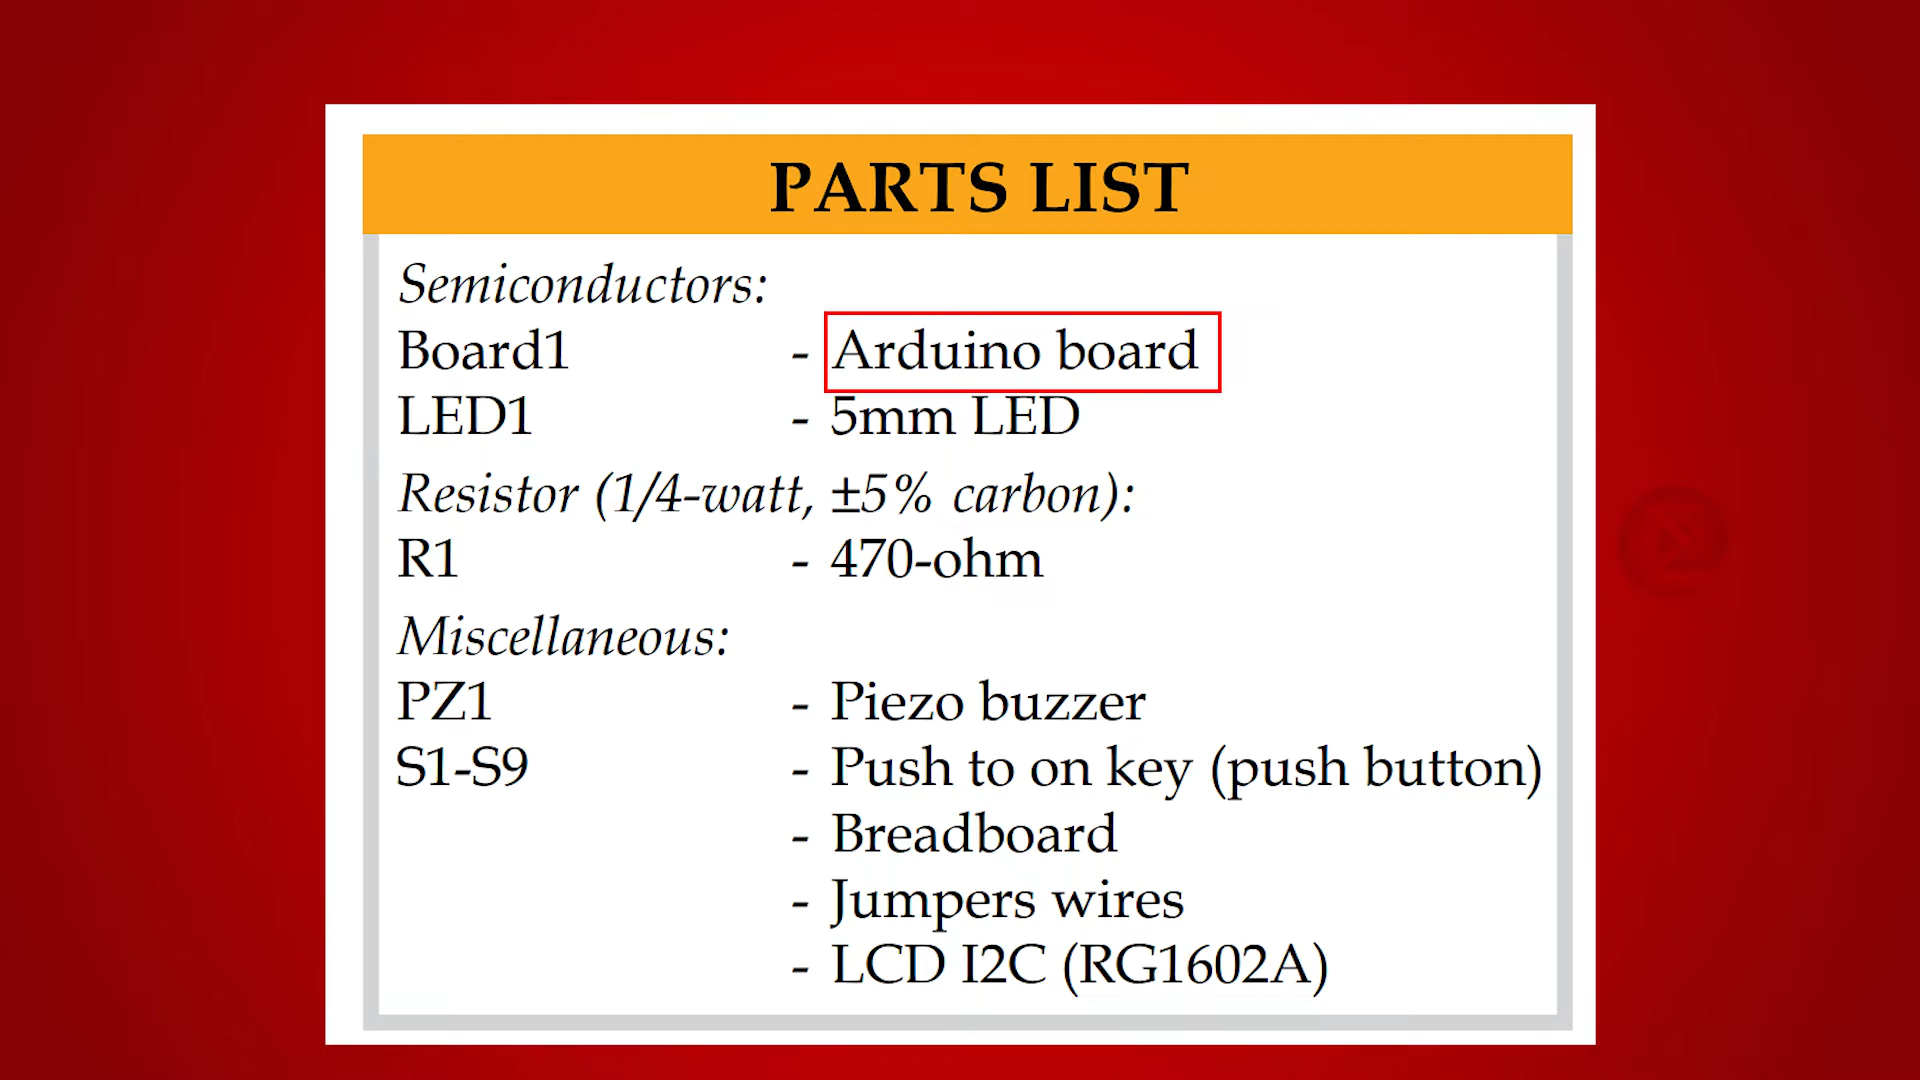 PARTS LIST
Semiconductors:
Board1 - Arduino board
LED1 - 5mm LED
Resistor (1/4-watt, ±5% carbon):
R1 - 470-ohm
Miscellaneous:
PZ1 - Piezo buzzer
S1-S9 - Push to on key (push button)
- Breadboard
- Jumpers wires
- LCD I2C (RG1602A)